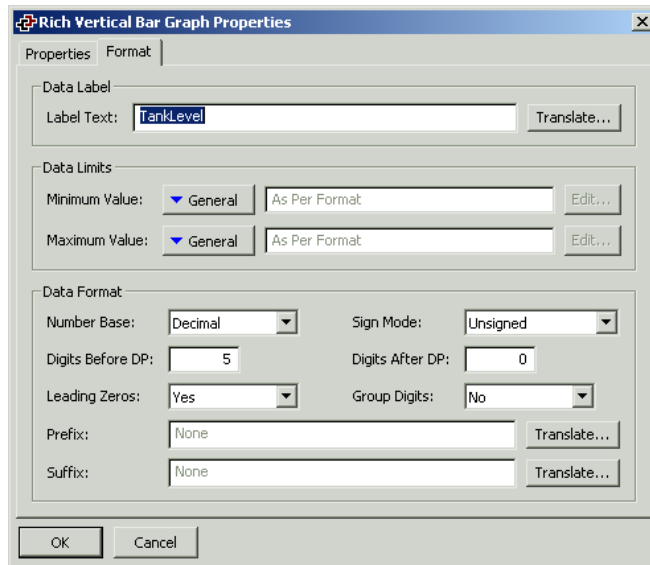 Rich Vertical Bar Graph Properties
Properties Format
Data Label
Label Text: TankLevel Translate...
Data Limits
Minimum Value: General As Per Format Edit...
Maximum Value: General As Per Format Edit...
Data Format
Number Base: Decimal Sign Mode: Unsigned
Digits Before DP: 5 Digits After DP: 0
Leading Zeros: Yes Group Digits: No
Prefix: None Translate...
Suffix: None Translate...
OK Cancel